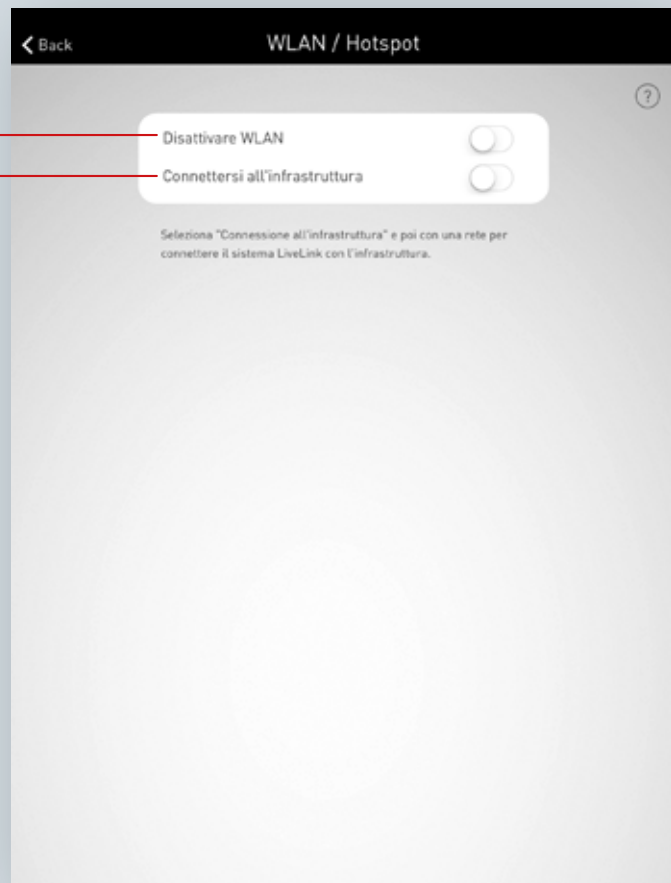 Back
WLAN / Hotspot
?
Disattivare WLAN
Connettersi all'infrastruttura
Seleziona "Connessione all'infrastruttura" e poi con una rete per
connettere il sistema LiveLink con l'infrastruttura.